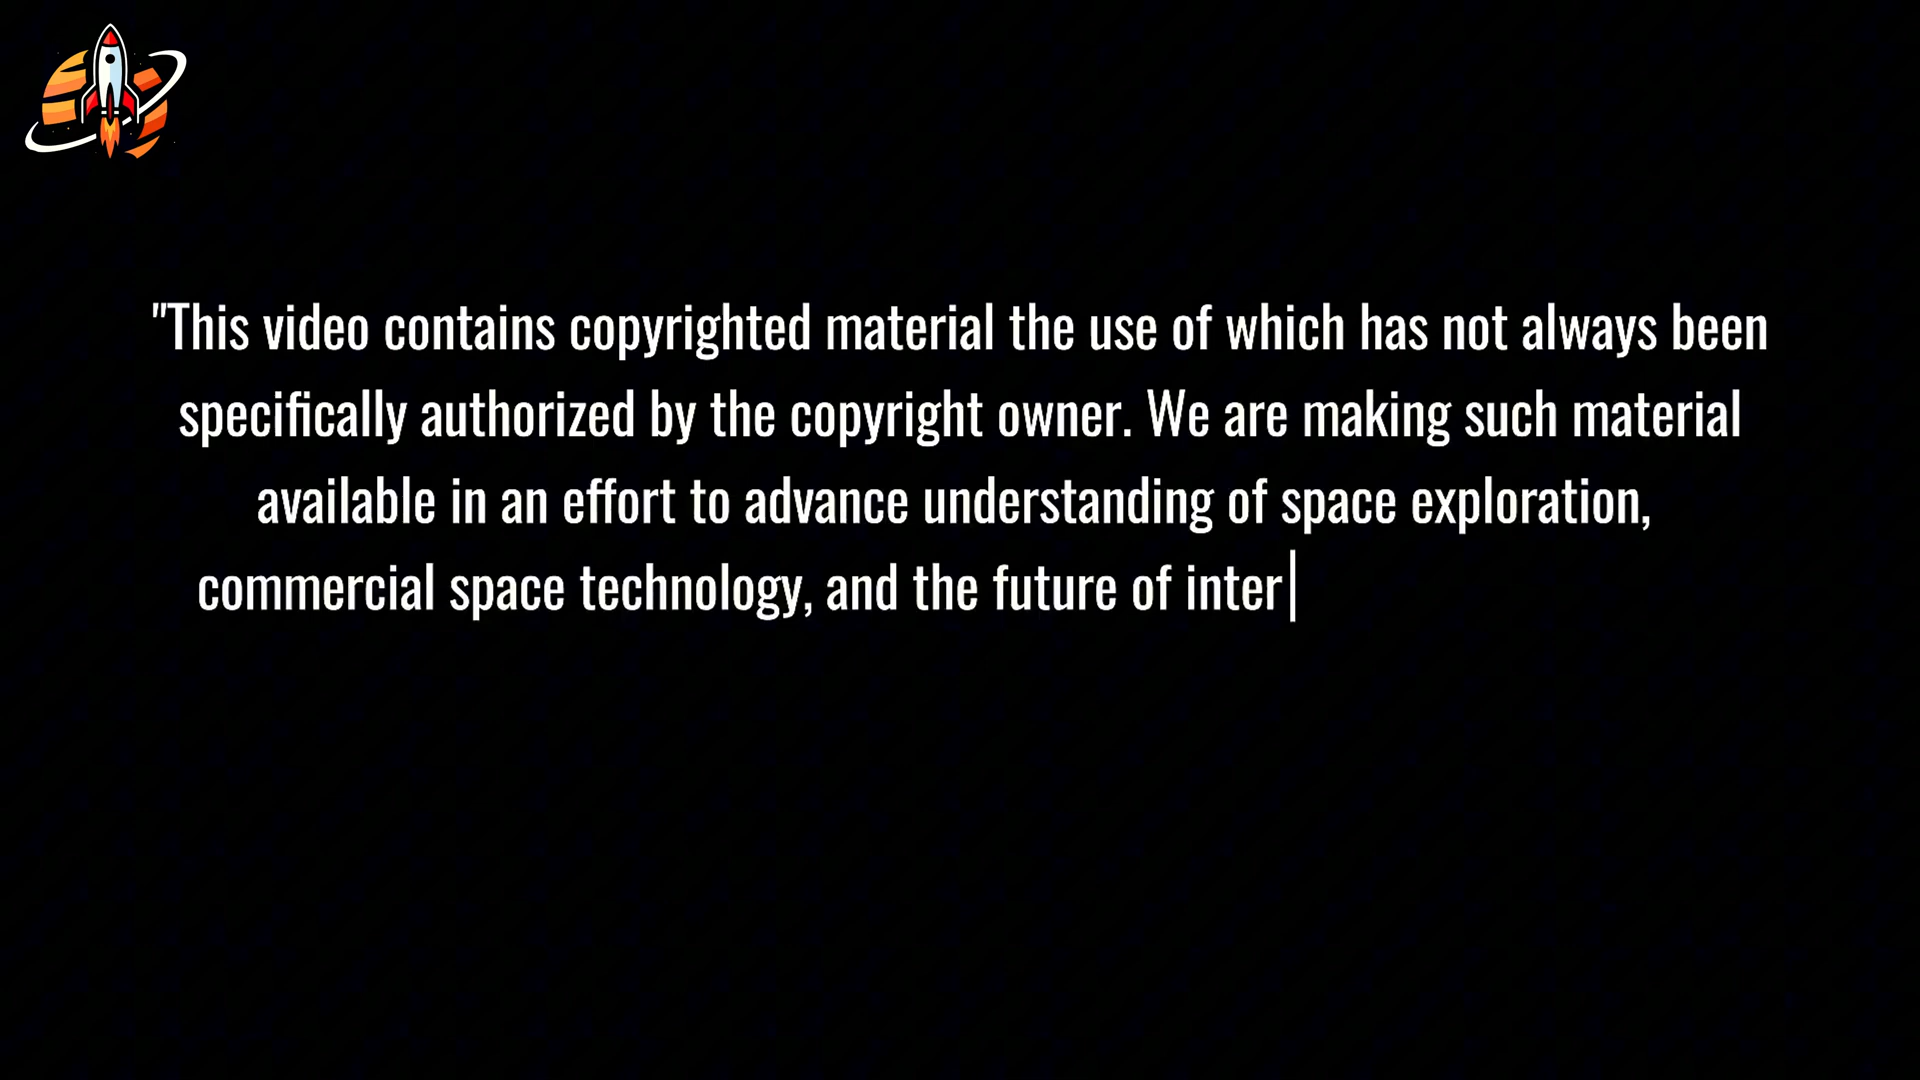 "This video contains copyrighted material the use of which has not always been
specifically authorized by the copyright owner. We are making such material
available in an effort to advance understanding of space exploration,
commercial space technology, and the future of inter